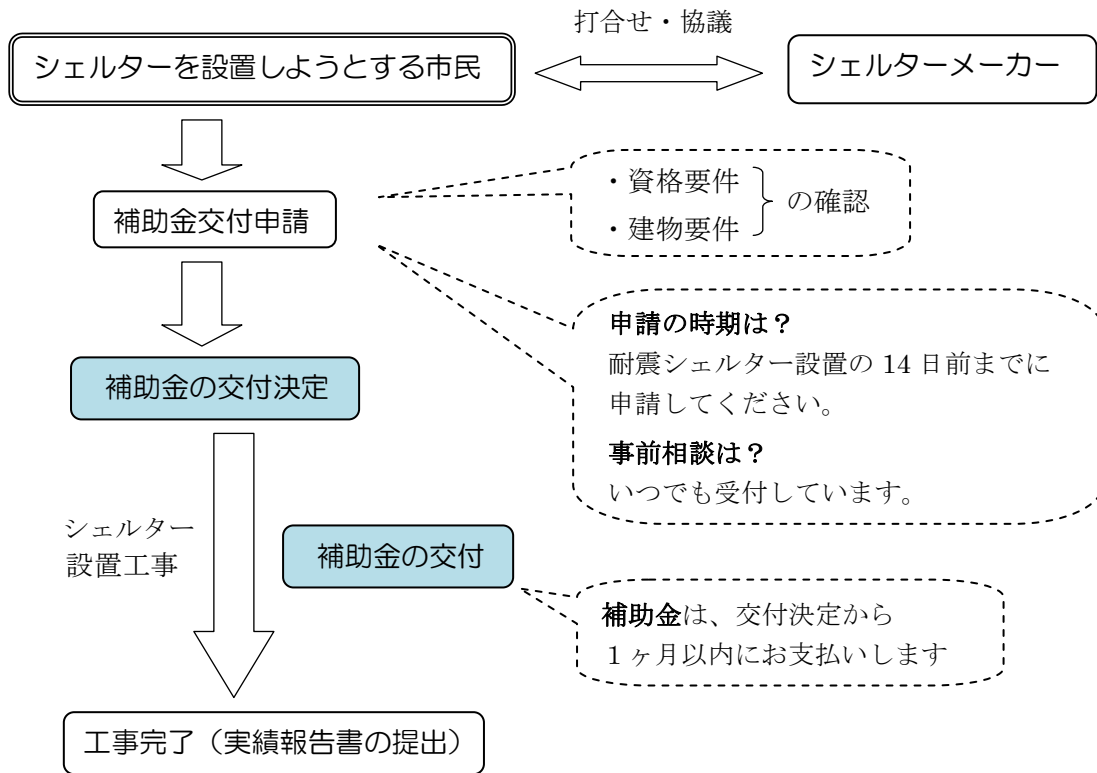 打合せ・協議
シェルターを設置しようとする市民
シェルターメーカー
・資格要件
・建物要件
の確認
補助金交付申請
申請の時期は？
耐震シェルター設置の 14 日前までに
申請してください。
事前相談は？
いつでも受付しています。
補助金の交付決定
シェルター
設置工事
補助金の交付
補助金は、交付決定から
１ヶ月以内にお支払いします
工事完了（実績報告書の提出）